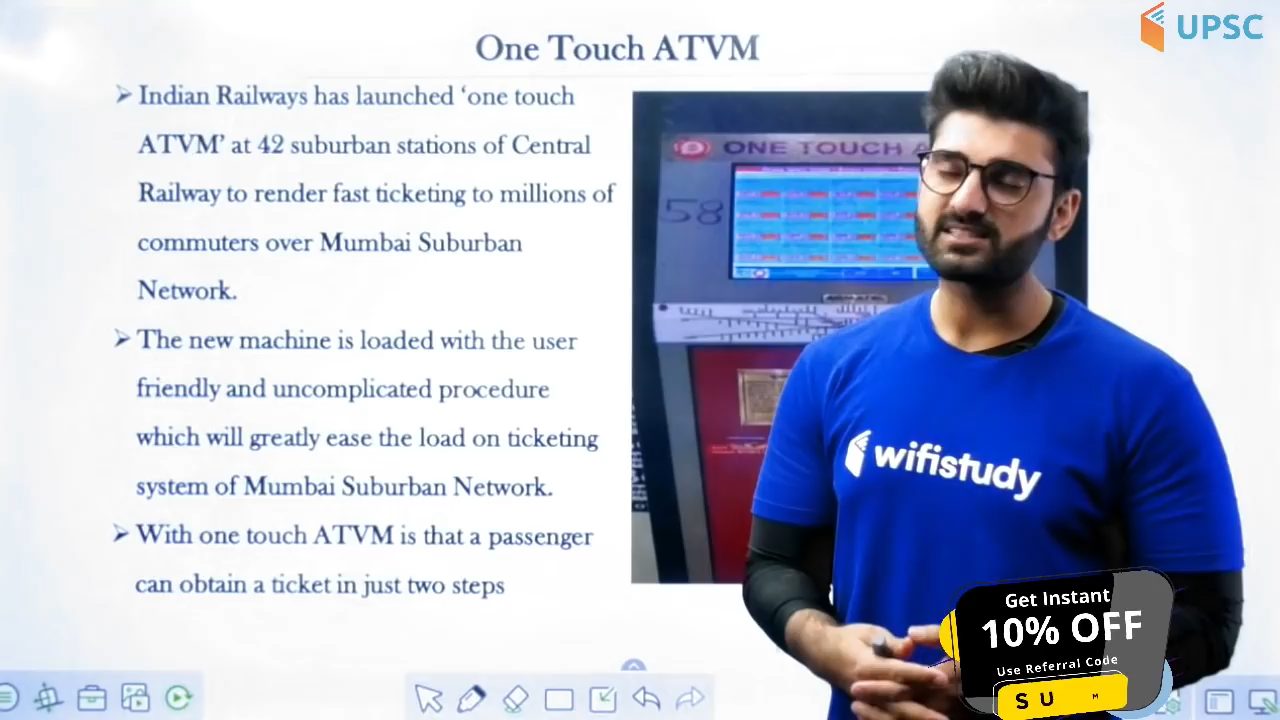 One Touch ATVM
UPSC
➢ Indian Railways has launched ‘one touch
ATVM’ at 42 suburban stations of Central
Railway to render fast ticketing to millions of
commuters over Mumbai Suburban
Network.
➢ The new machine is loaded with the user
friendly and uncomplicated procedure
which will greatly ease the load on ticketing
system of Mumbai Suburban Network.
➢ With one touch ATVM is that a passenger
can obtain a ticket in just two steps
ONE TOUCH
58
wifistudy
Get Instant
10% OFF
Use Referral Code
S U M